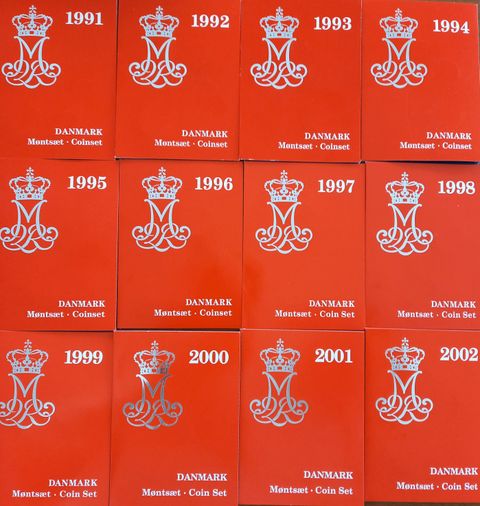 1991
DANMARK
Møntsæt · Coinset
1992
DANMARK
Møntsæt · Coinset
1993
DANMARK
Møntsæt · Coinset
1994
DANMARK
Møntsæt · Coinset
1995
DANMARK
Møntsæt · Coinset
1996
DANMARK
Møntsæt · Coinset
1997
DANMARK
Møntsæt · Coin Set
1998
DANMARK
Møntsæt · Coin Set
1999
DANMARK
Møntsæt · Coin Set
2000
DANMARK
Møntsæt · Coin Set
2001
DANMARK
Møntsæt · Coin Set
2002
DANMARK
Møntsæt · Coin Set